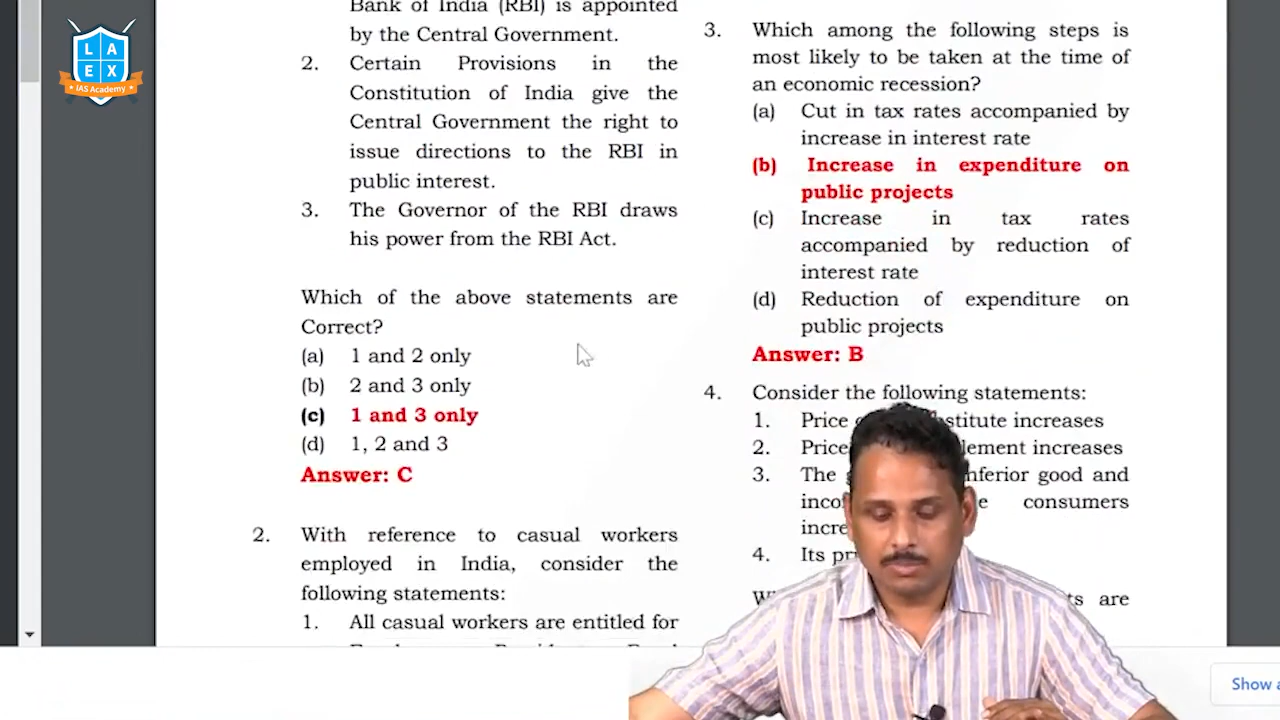 L A
E X
IAS Academy
Bank of India (RBI) is appointed
by the Central Government.
2. Certain Provisions in the
Constitution of India give the
Central Government the right to
issue directions to the RBI in
public interest.
3. The Governor of the RBI draws
his power from the RBI Act.
Which of the above statements are
Correct?
(a) 1 and 2 only
(b) 2 and 3 only
(c) 1 and 3 only
(d) 1, 2 and 3
Answer: C
2. With reference to casual workers
employed in India, consider the
following statements:
1. All casual workers are entitled for
3. Which among the following steps is
most likely to be taken at the time of
an economic recession?
(a) Cut in tax rates accompanied by
increase in interest rate
(b) Increase in expenditure on
public projects
(c) Increase in tax rates
accompanied by reduction of
interest rate
(d) Reduction of expenditure on
public projects
Answer: B
4. Consider the following statements:
1. Price increases
2. increases
3. The good and
consumers
4. Its
are
Show